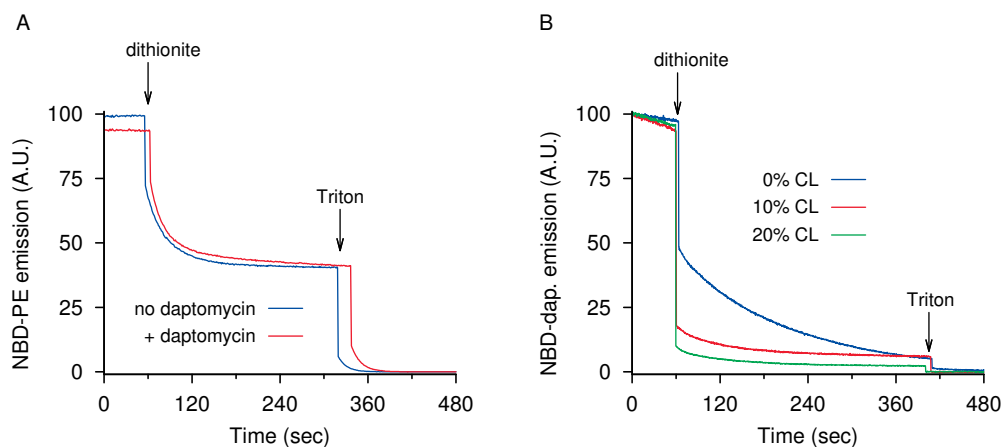 A
dithionite
Triton
NBD-PE emission (A.U.)
100
75
50
25
0
no daptomycin
+ daptomycin
0 120 240 360 480
Time (sec)
B
dithionite
0% CL
10% CL
20% CL
Triton
NBD-dap. emission (A.U.)
100
75
50
25
0
0 120 240 360 480
Time (sec)